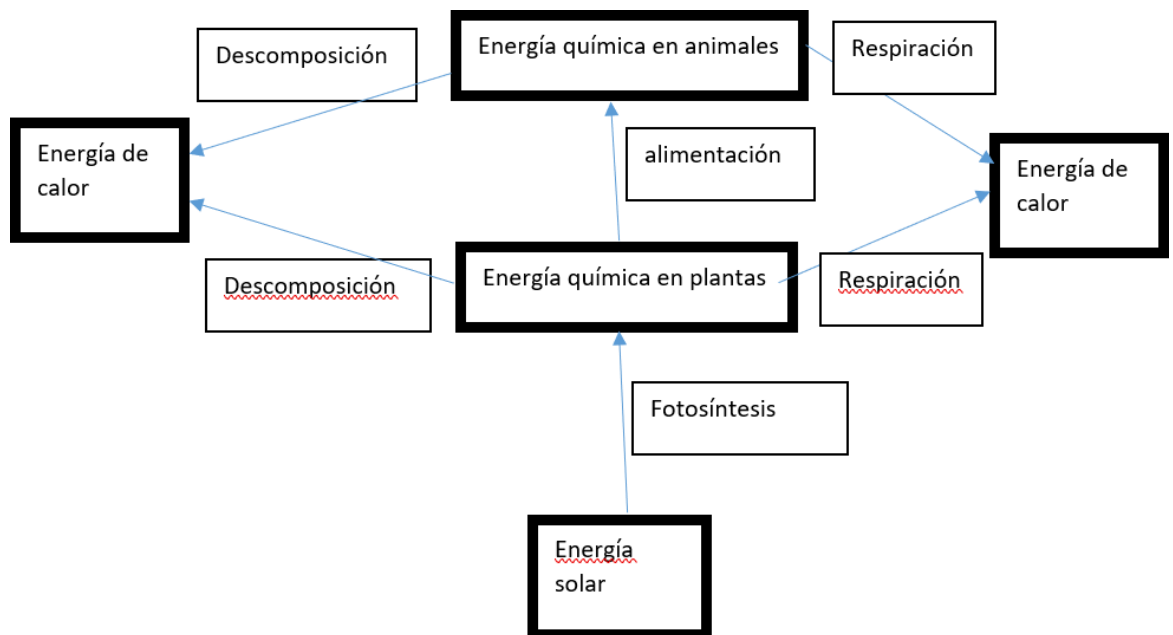 Descomposición
Energía química en animales
Respiración
Energía de
calor
alimentación
Energía de
calor
Descomposición
Energía química en plantas
Respiración
Fotosíntesis
Energía
solar